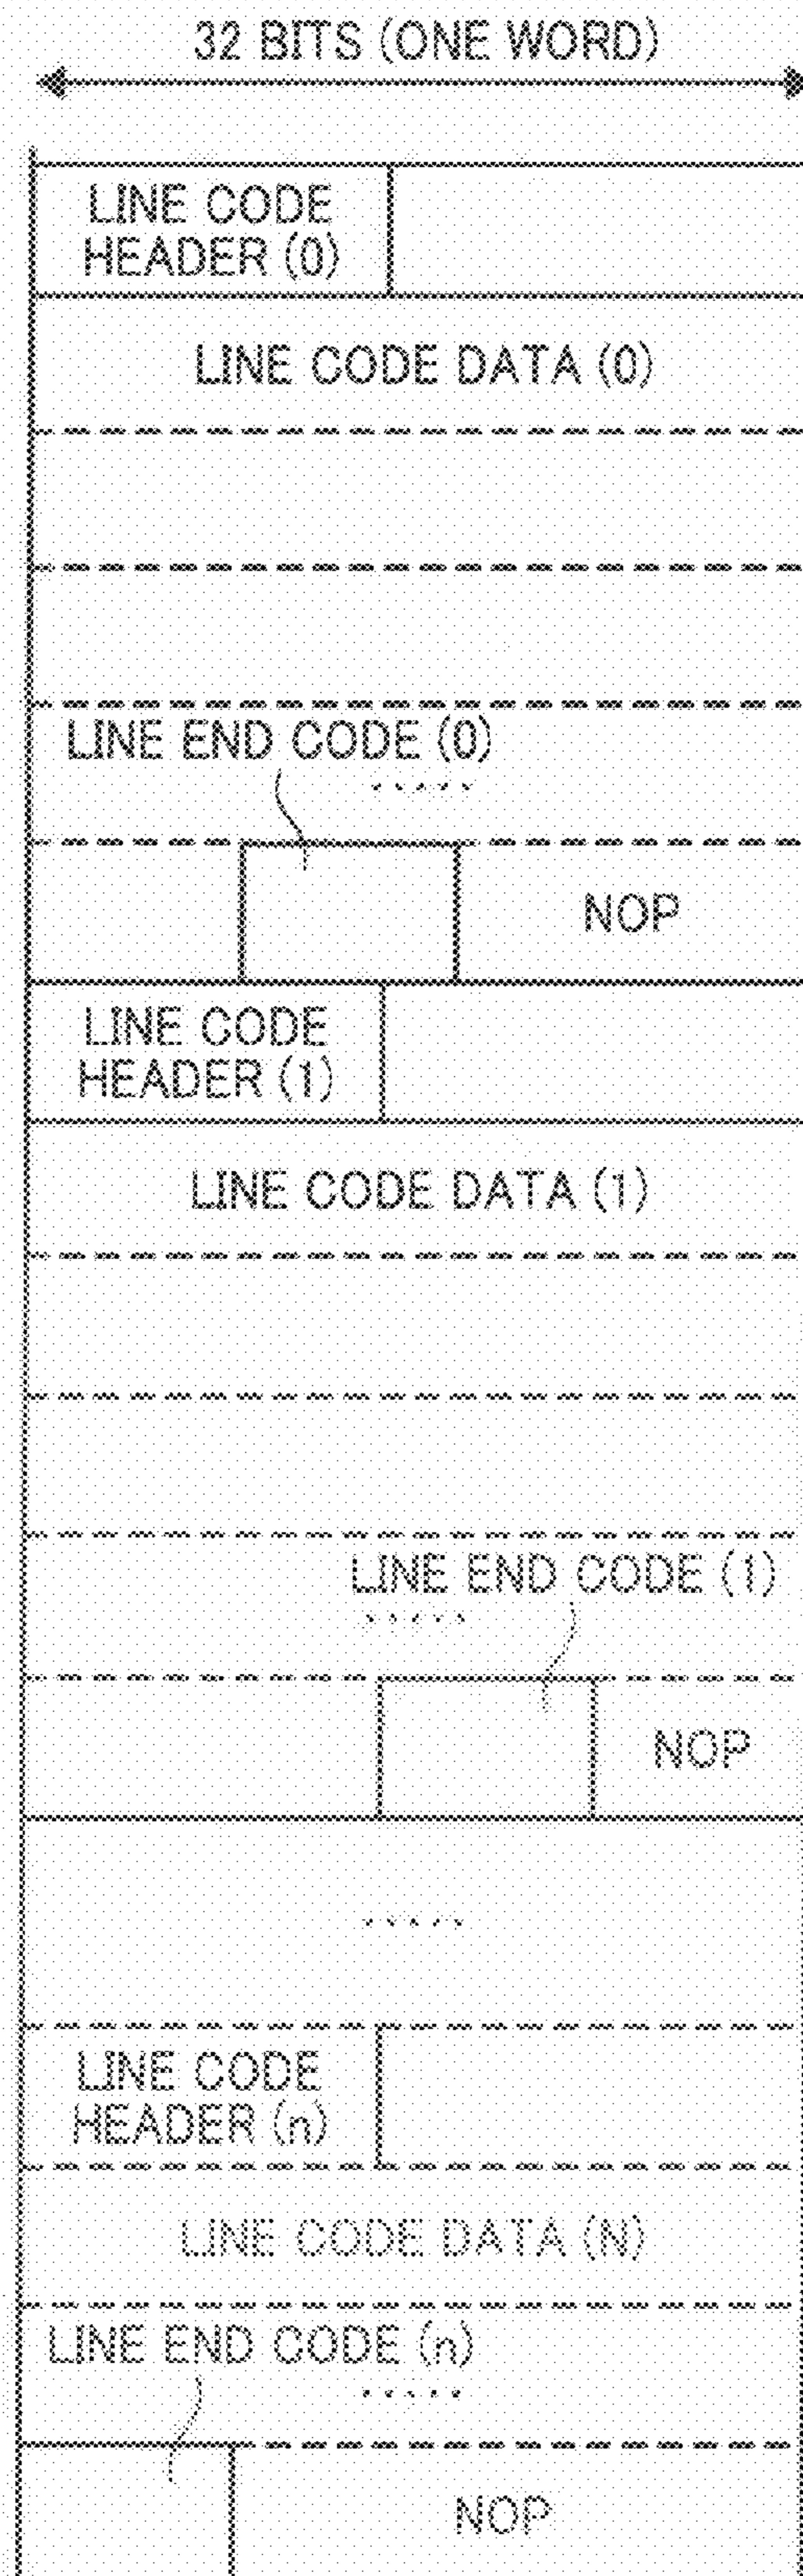 32 BITS (ONE WORD)
LINE CODE
HEADER (0)
LINE CODE DATA (0)
LINE END CODE (0)
.....
NOP
LINE CODE
HEADER (1)
LINE CODE DATA (1)
LINE END CODE (1)
.....
NOP
.....
LINE CODE
HEADER (n)
LINE CODE DATA (N)
LINE END CODE (n)
.....
NOP